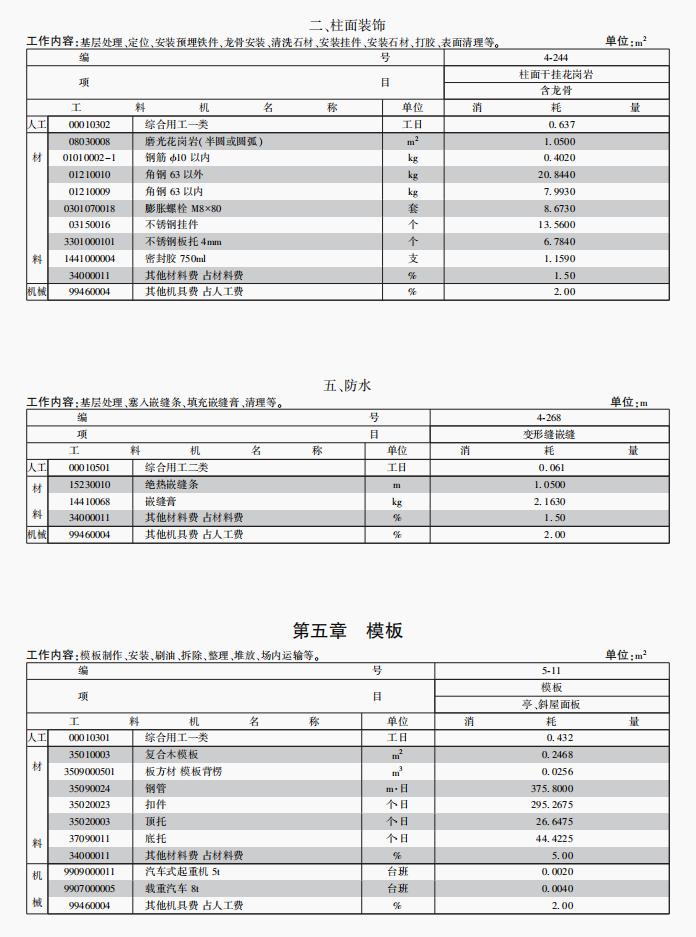 二、柱面装饰
工作内容:基层处理、定位、安装预埋铁件、龙骨安装、清洗石材、安装挂件、安装石材、打胶、表面清理等。 单位:m²
编 号 4-244
项 目 柱面干挂花岗岩
含龙骨
工 料 机 名 称 单位 消 耗 量
人工 00010302 综合用工一类 工日 0.637
材 料 08030008 磨光花岗岩(半圆或圆弧) m² 1.0500
01010002-1 钢筋 ϕ10 以内 kg 0.4020
01210010 角钢 63 以外 kg 20.8440
01210009 角钢 63 以内 kg 7.9930
0301070018 膨胀螺栓 M8×80 套 8.6730
03150016 不锈钢挂件 个 13.5600
3301000101 不锈钢板托 4mm 个 6.7840
1441000004 密封胶 750ml 支 1.1590
34000011 其他材料费 占材料费 % 1.50
机械 99460004 其他机具费 占人工费 % 2.00
五、防水
工作内容:基层处理、塞入嵌缝条、填充嵌缝膏、清理等。 单位:m
编 号 4-268
项 目 变形缝嵌缝
工 料 机 名 称 单位 消 耗 量
人工 00010501 综合用工二类 工日 0.061
材 料 15230010 绝热嵌缝条 m 1.0500
14410068 嵌缝膏 kg 2.1630
34000011 其他材料费 占材料费 % 1.50
机械 99460004 其他机具费 占人工费 % 2.00
第五章 模板
工作内容:模板制作、安装、刷油、拆除、整理、堆放、场内运输等。 单位:m²
编 号 5-11
项 目 模板
亭、斜屋面板
工 料 机 名 称 单位 消 耗 量
人工 00010301 综合用工一类 工日 0.432
材 料 35010003 复合木模板 m² 0.2468
3509000501 板方材 模板背楞 m³ 0.0256
35090024 钢管 m·日 375.8000
35020023 扣件 个·日 295.2675
35020003 顶托 个·日 26.6475
37090011 底托 个·日 44.4225
34000011 其他材料费 占材料费 % 5.00
机 械 9909000011 汽车式起重机 5t 台班 0.0020
9907000005 载重汽车 8t 台班 0.0040
99460004 其他机具费 占人工费 % 2.00